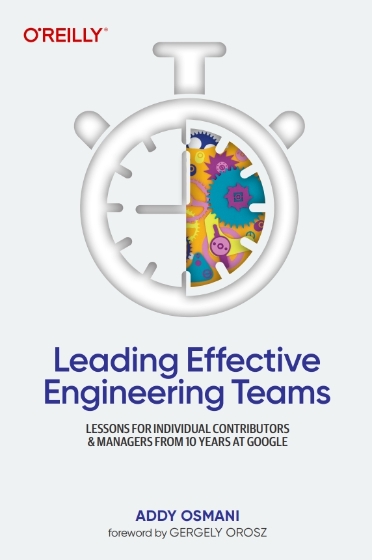 O'REILLY®
Leading Effective
Engineering Teams
LESSONS FOR INDIVIDUAL CONTRIBUTORS
& MANAGERS FROM 10 YEARS AT GOOGLE
ADDY OSMANI
foreword by GERGELY OROSZ